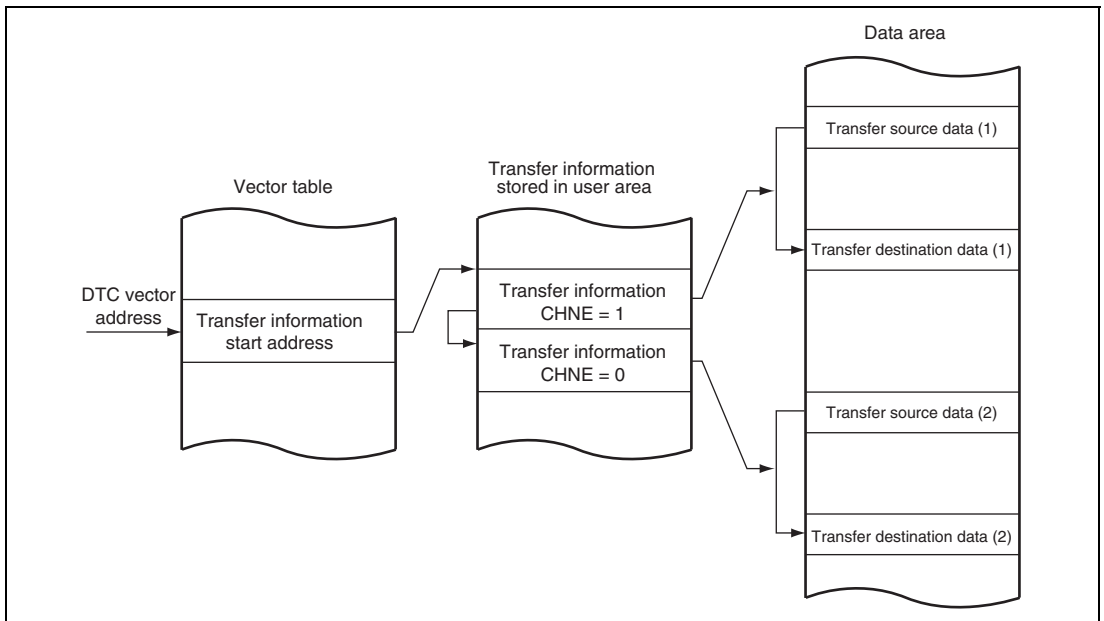 Data area
Transfer source data (1)
Transfer information
stored in user area
Vector table
Transfer destination data (1)
DTC vector
address
Transfer information
start address
Transfer information
CHNE = 1
Transfer information
CHNE = 0
Transfer source data (2)
Transfer destination data (2)